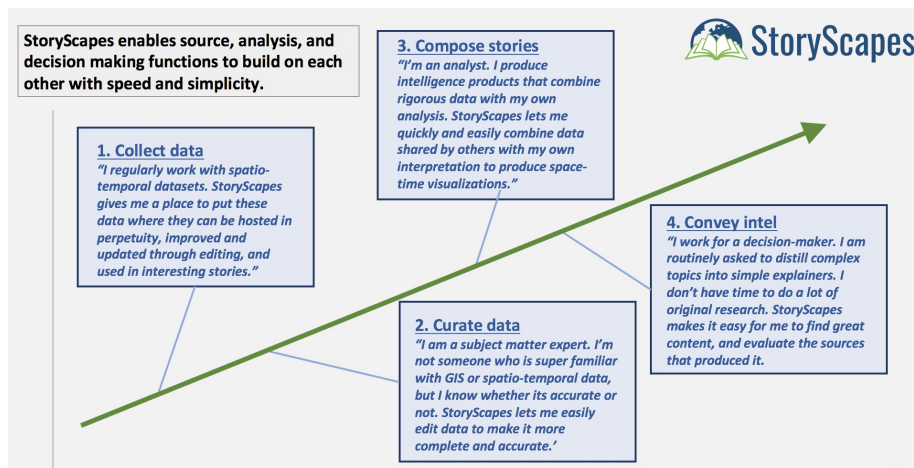 StoryScapes enables source, analysis, and
decision making functions to build on each
other with speed and simplicity.
StoryScapes
1. Collect data
“I regularly work with spatio-
temporal datasets. StoryScapes
gives me a place to put these
data where they can be hosted in
perpetuity, improved and
updated through editing, and
used in interesting stories.”
2. Curate data
“I am a subject matter expert. I’m
not someone who is super familiar
with GIS or spatio-temporal data,
but I know whether its accurate or
not. StoryScapes lets me easily
edit data to make it more
complete and accurate.’
3. Compose stories
“I’m an analyst. I produce
intelligence products that combine
rigorous data with my own
analysis. StoryScapes lets me
quickly and easily combine data
shared by others with my own
interpretation to produce space-
time visualizations.”
4. Convey intel
“I work for a decision-maker. I am
routinely asked to distill complex
topics into simple explainers. I
don’t have time to do a lot of
original research. StoryScapes
makes it easy for me to find great
content, and evaluate the sources
that produced it.